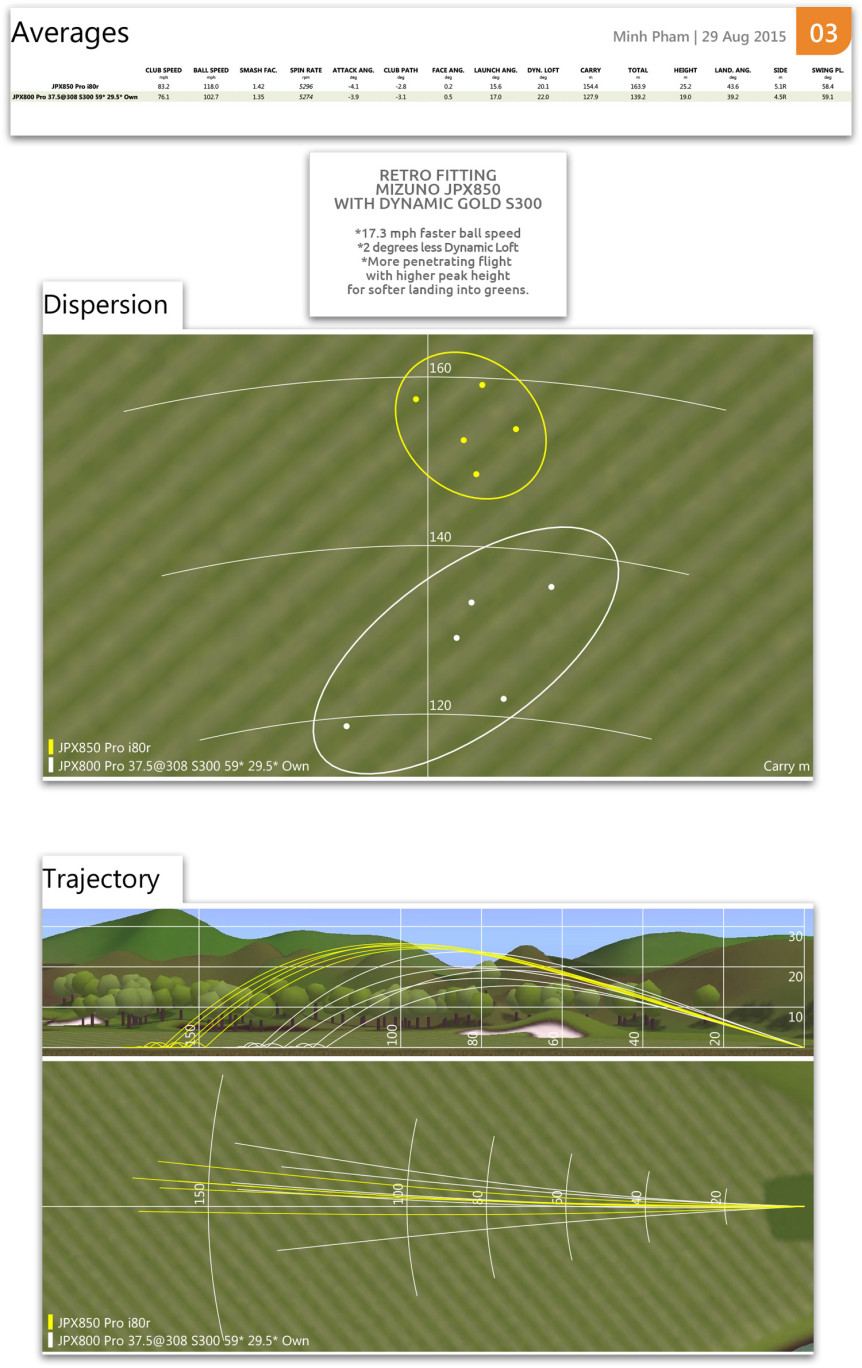 Averages
Minh Pham | 29 Aug 2015
03
CLUB SPEED BALL SPEED SMASH FAC. SPIN RATE ATTACK ANG. CLUB PATH FACE ANG. LAUNCH ANG. DYN. LOFT CARRY TOTAL HEIGHT LAND. ANG. SIDE SWING PL.
mph mph rpm deg deg deg deg deg m m m deg m deg
JPX850 Pro i80r 83.2 118.0 1.42 5296 -4.1 -2.8 0.2 15.6 20.1 154.4 163.9 25.2 43.6 5.1R 58.4
JPX800 Pro 37.5@308 S300 59* 29.5* Own 76.1 102.7 1.35 5274 -3.9 -3.1 0.5 17.0 22.0 127.9 139.2 19.0 39.2 4.5R 59.1
RETRO FITTING
MIZUNO JPX850
WITH DYNAMIC GOLD S300
*17.3 mph faster ball speed
*2 degrees less Dynamic Loft
*More penetrating flight
with higher peak height
for softer landing into greens.
Dispersion
160
140
120
JPX850 Pro i80r
JPX800 Pro 37.5@308 S300 59* 29.5* Own
Carry m
Trajectory
30
20
10
150 100 80 60 40 20
150 100 80 60 40 20
JPX850 Pro i80r
JPX800 Pro 37.5@308 S300 59* 29.5* Own